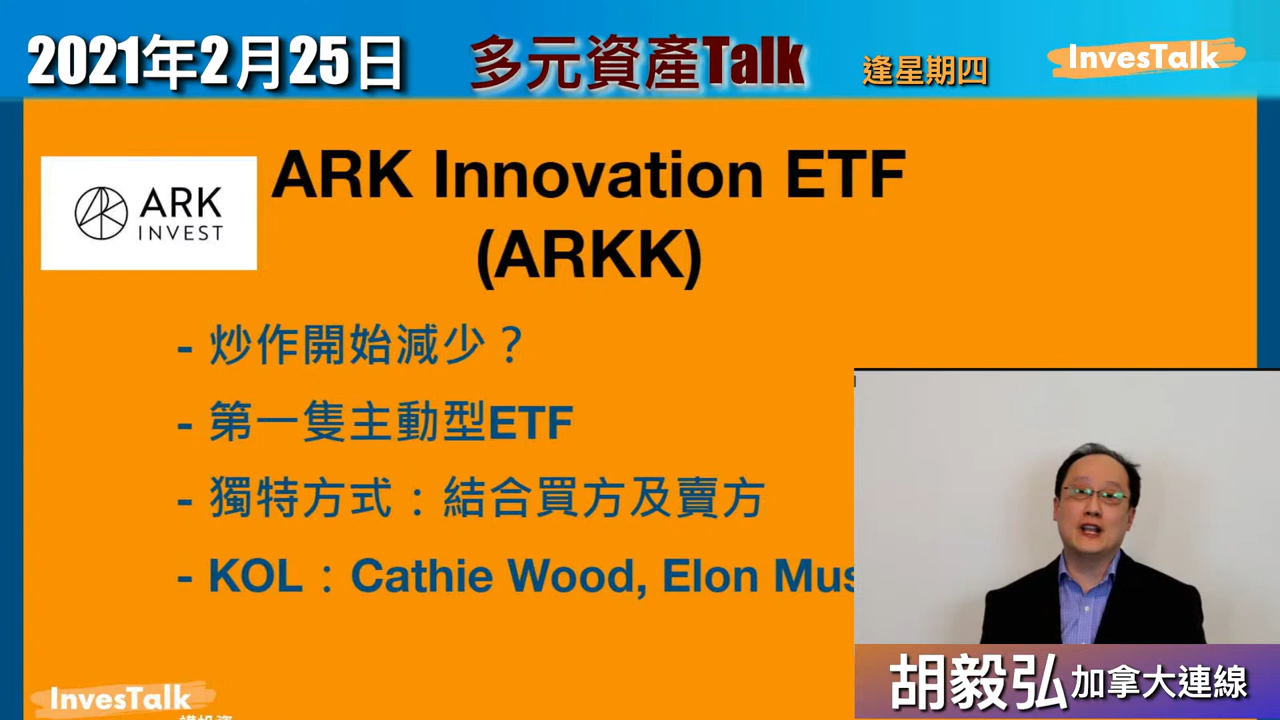 2021年2月25日 多元資產Talk 逢星期四 InvesTalk
ARK INVEST
ARK Innovation ETF
(ARKK)
- 炒作開始減少？
- 第一隻主動型ETF
- 獨特方式：結合買方及賣方
- KOL：Cathie Wood, Elon Mus
胡毅弘 加拿大連線
InvesTalk